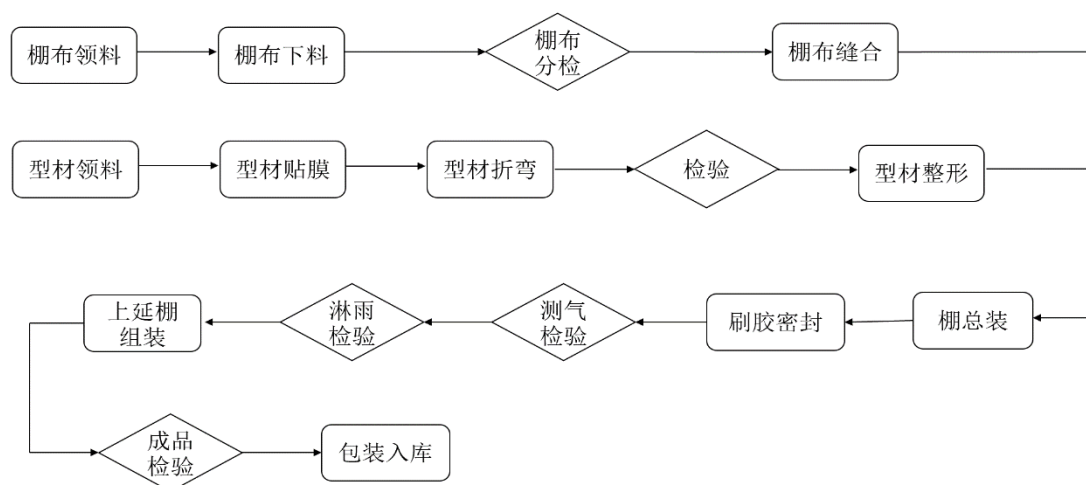 棚布领料
棚布下料
棚布
分检
棚布缝合
型材领料
型材贴膜
型材折弯
检验
型材整形
上延棚
组装
淋雨
检验
测气
检验
刷胶密封
棚总装
成品
检验
包装入库